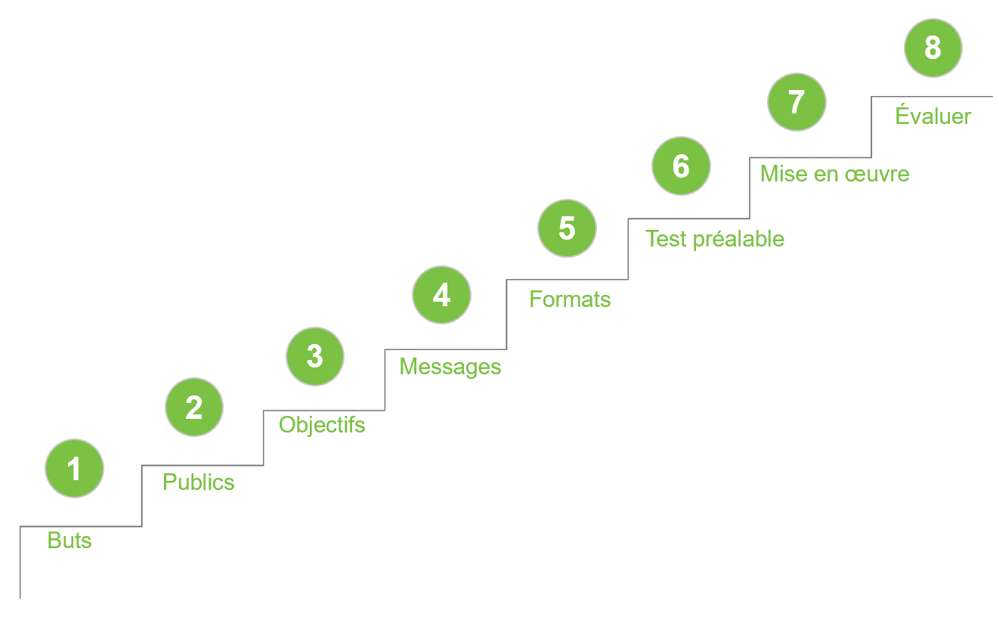 1
Buts
2
Publics
3
Objectifs
4
Messages
5
Formats
6
Test préalable
7
Mise en œuvre
8
Évaluer